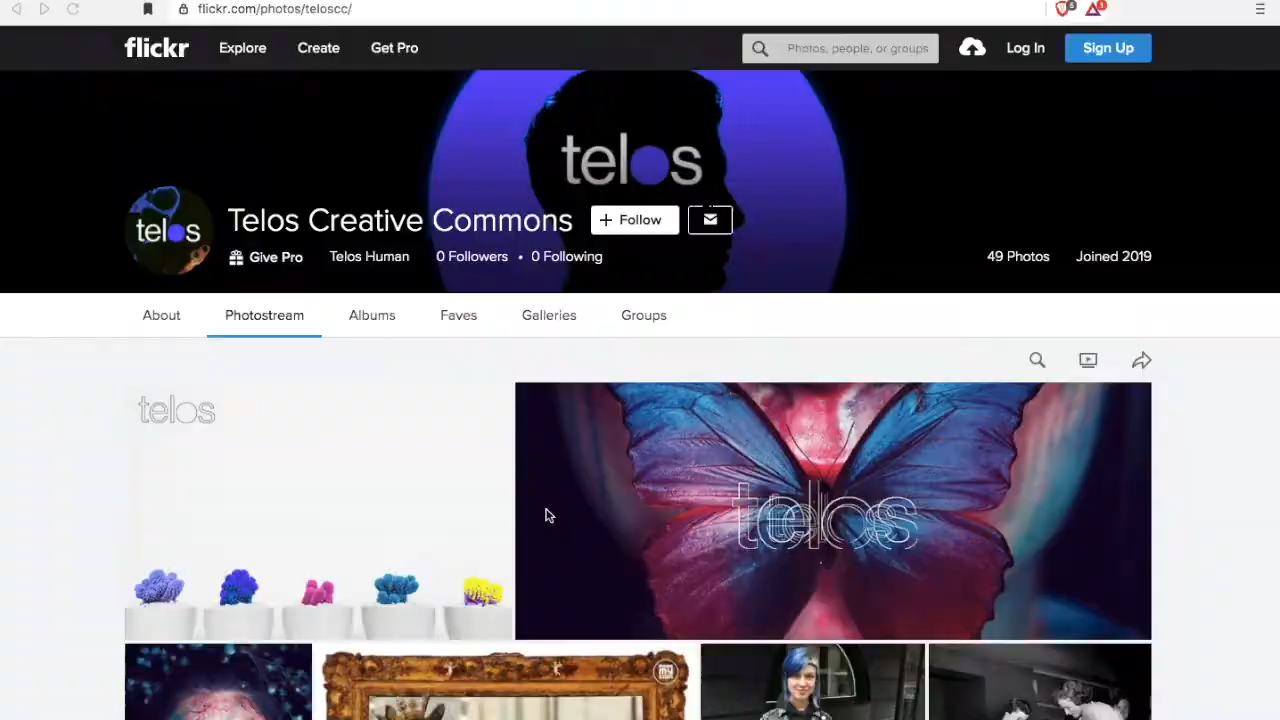 flickr.com/photos/teloscc/
3
1
flickr
Explore
Create
Get Pro
Photos, people, or groups
Log In
Sign Up
telos
telos
Telos Creative Commons
+ Follow
Give Pro
Telos Human
0 Followers • 0 Following
49 Photos
Joined 2019
About
Photostream
Albums
Faves
Galleries
Groups
telos
telos